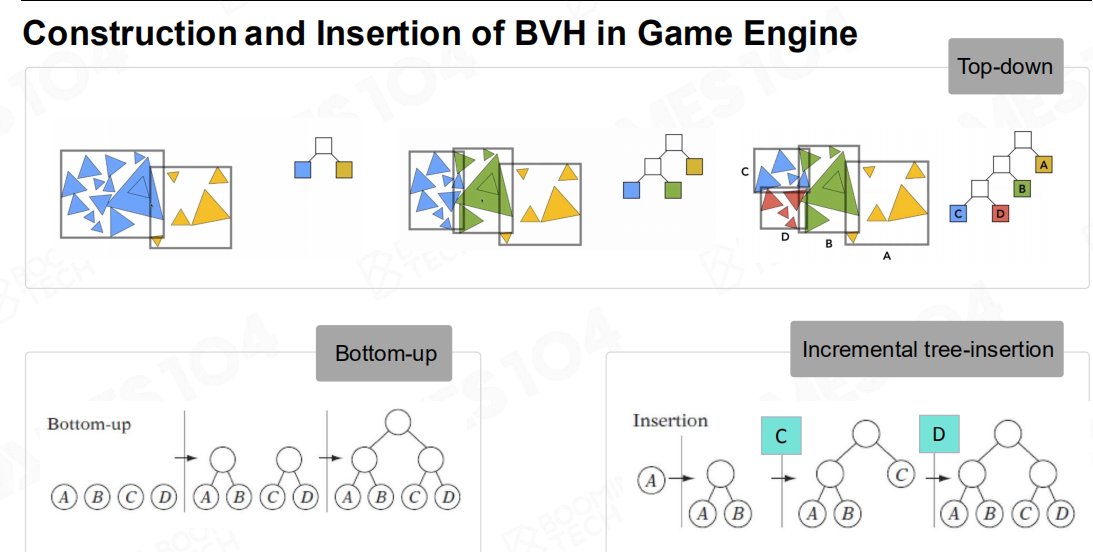 Construction and Insertion of BVH in Game Engine
Top-down
A
B
C
D
C
D
B
A
Bottom-up
Incremental tree-insertion
Bottom-up
A B C D A B C D A B C D
Insertion
C
D
A
C
A B A B A B C D